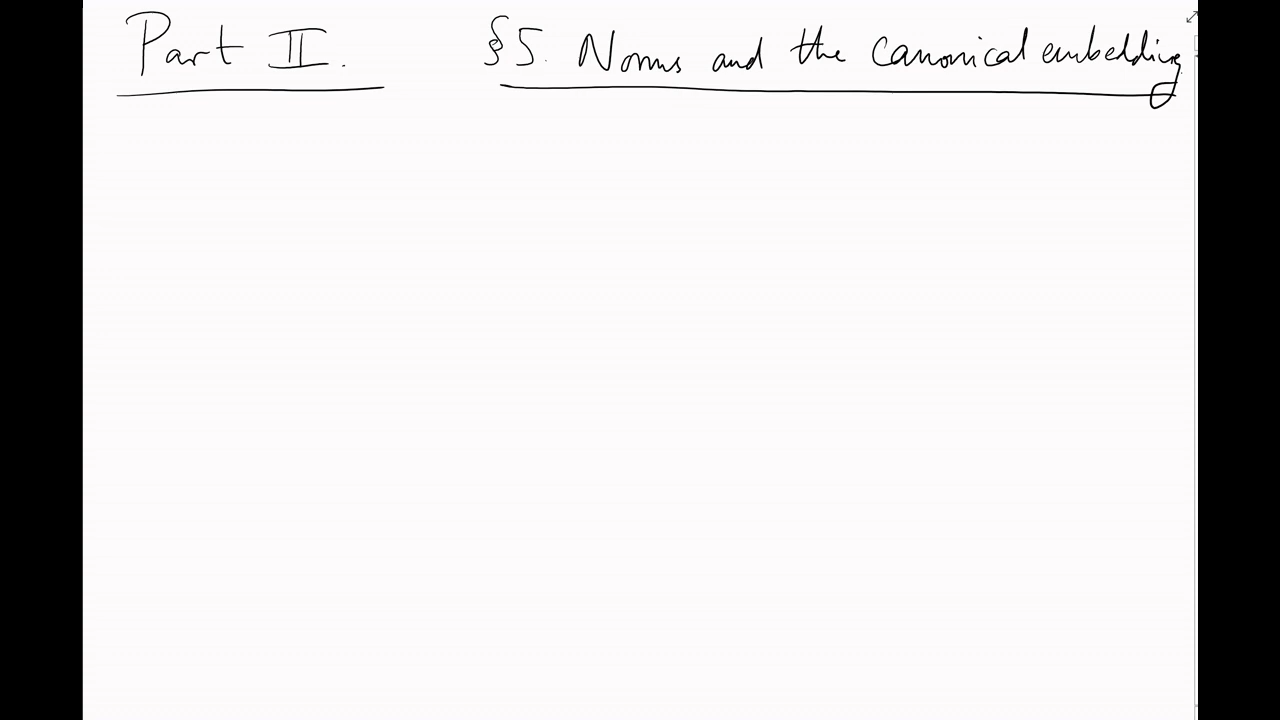 Part II. §5. Norms and the canonical embedding